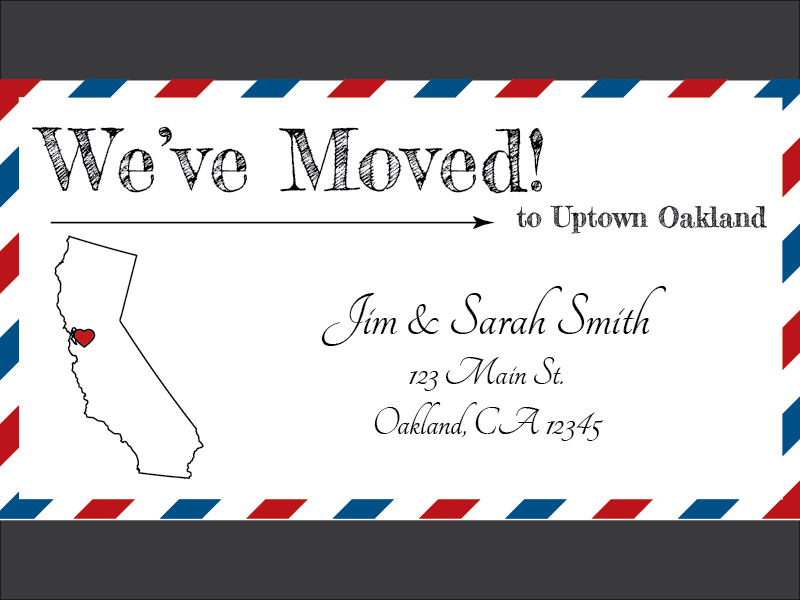 We've Moved!
to Uptown Oakland
Jim & Sarah Smith
123 Main St.
Oakland, CA 12345